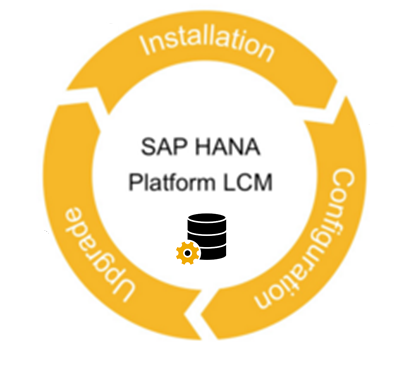 Installation
SAP HANA
Platform LCM
Configuration
Upgrade